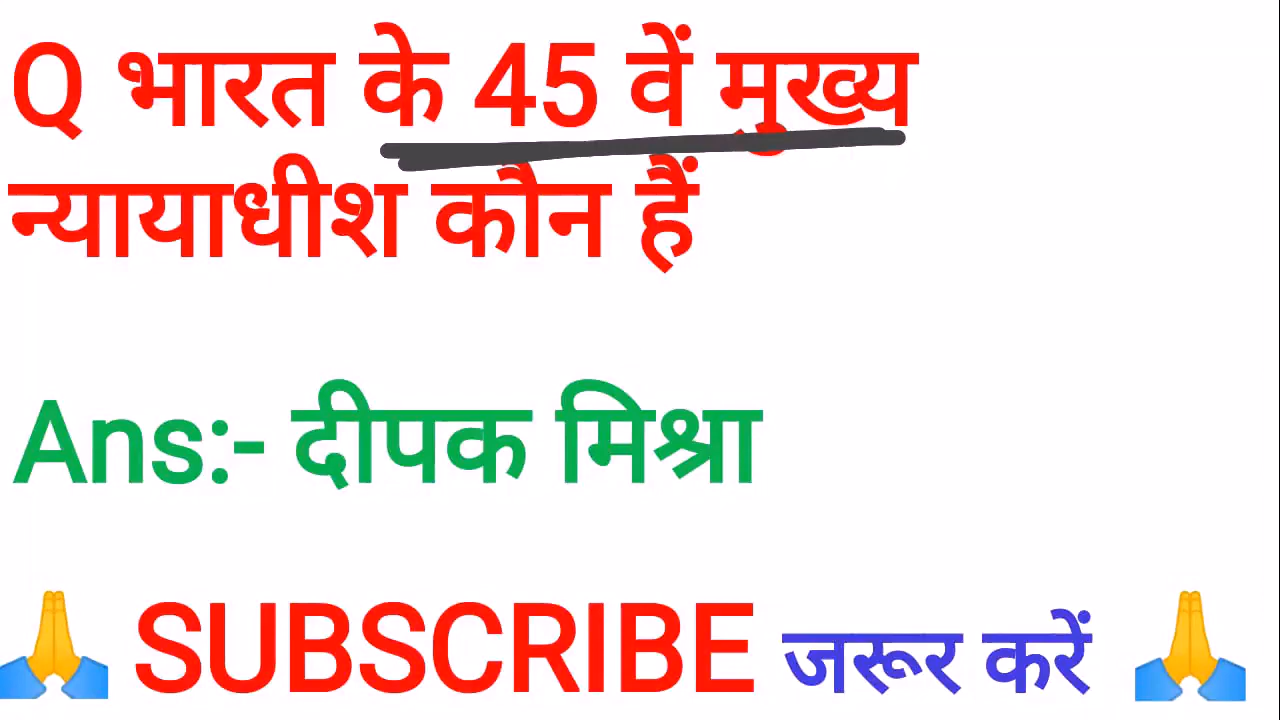 Q भारत के 45 वें मुख्य
न्यायाधीश कौन हैं
Ans:- दीपक मिश्रा
🙏 SUBSCRIBE जरूर करें 🙏